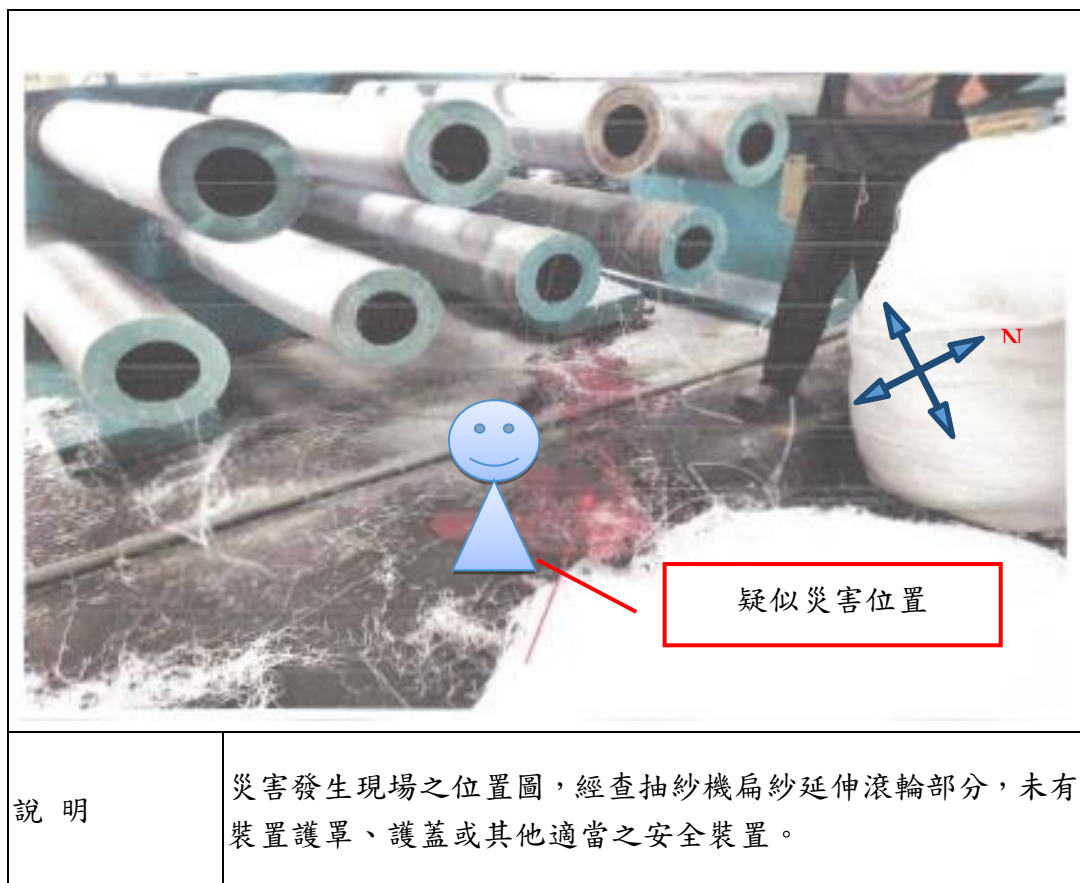 N
疑似災害位置
說 明
災害發生現場之位置圖，經查抽紗機扁紗延伸滾輪部分，未有
裝置護罩、護蓋或其他適當之安全裝置。